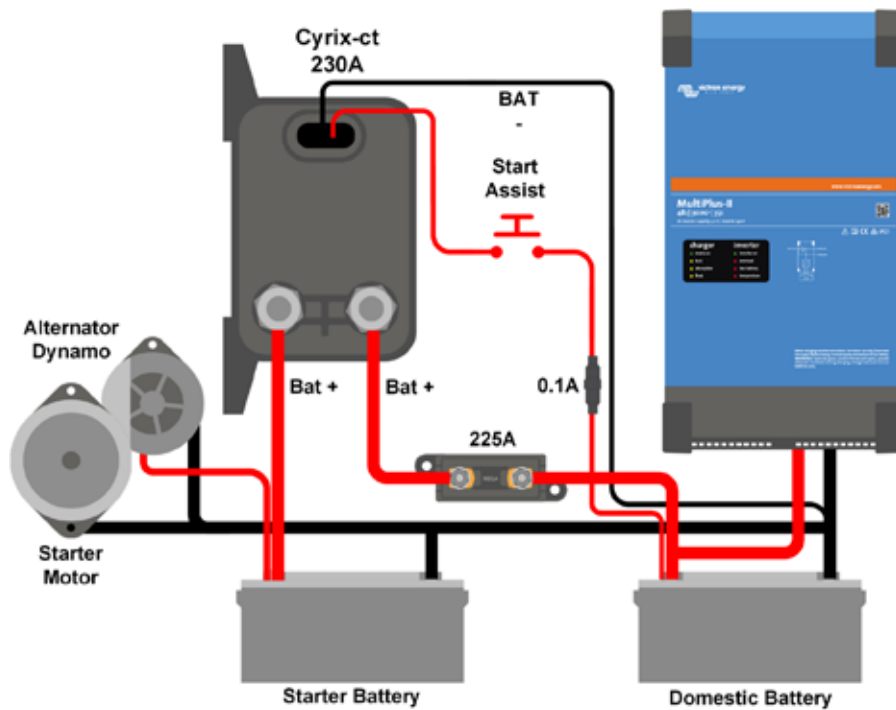 Cyrix-ct
230A
BAT
-
Start
Assist
victron energy
MultiPlus-II
charger
inverter
Alternator
Dynamo
Bat +
Bat +
0.1A
225A
Starter
Motor
Starter Battery
Domestic Battery